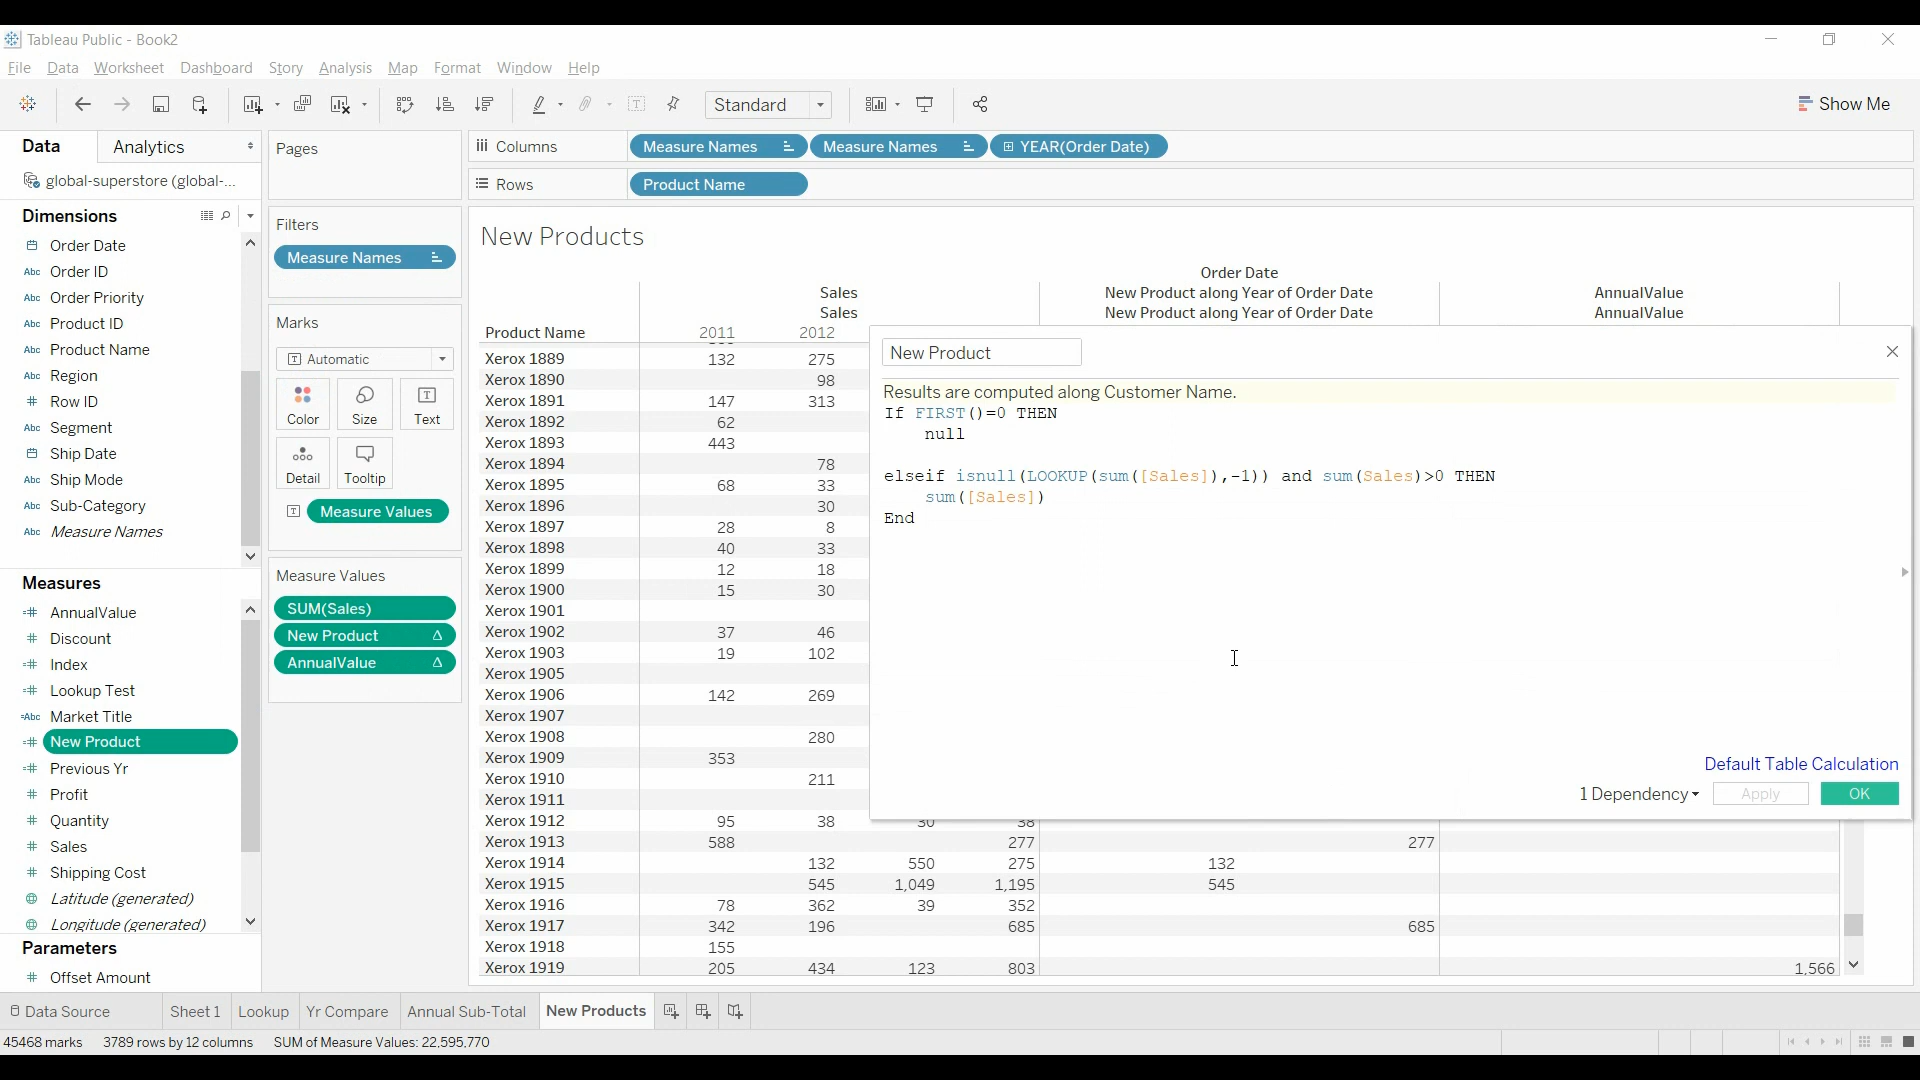 Tableau Public - Book2
File Data Worksheet Dashboard Story Analysis Map Format Window Help
Standard
Show Me
Data Analytics
global-superstore (global-...
Dimensions
Order Date
Abc Order ID
Abc Order Priority
Abc Product ID
Abc Product Name
Abc Region
# Row ID
Abc Segment
Ship Date
Abc Ship Mode
Abc Sub-Category
Abc Measure Names
Measures
=# AnnualValue
# Discount
=# Index
=# Lookup Test
=Abc Market Title
=# New Product
=# Previous Yr
# Profit
# Quantity
# Sales
# Shipping Cost
Latitude (generated)
Longitude (generated)
Parameters
# Offset Amount
Pages
Filters
Measure Names
Marks
T Automatic
Color Size Text
Detail Tooltip
T Measure Values
Measure Values
SUM(Sales)
New Product Δ
AnnualValue Δ
iii Columns Measure Names Measure Names YEAR(Order Date)
Rows Product Name
New Products
Order Date
Sales New Product along Year of Order Date AnnualValue
Sales New Product along Year of Order Date AnnualValue
Product Name 2011 2012
Xerox 1889 132 275
Xerox 1890 98
Xerox 1891 147 313
Xerox 1892 62
Xerox 1893 443
Xerox 1894 78
Xerox 1895 68 33
Xerox 1896 30
Xerox 1897 28 8
Xerox 1898 40 33
Xerox 1899 12 18
Xerox 1900 15 30
Xerox 1901
Xerox 1902 37 46
Xerox 1903 19 102
Xerox 1905
Xerox 1906 142 269
Xerox 1907
Xerox 1908 280
Xerox 1909 353
Xerox 1910 211
Xerox 1911
Xerox 1912 95 38 30 38
Xerox 1913 588 277 277
Xerox 1914 132 550 275 132
Xerox 1915 545 1,049 1,195 545
Xerox 1916 78 362 39 352
Xerox 1917 342 196 685 685
Xerox 1918 155
Xerox 1919 205 434 123 803 1,566
New Product
Results are computed along Customer Name.
If FIRST()=0 THEN
null
elseif isnull(LOOKUP(sum([Sales]),-1)) and sum(Sales)>0 THEN
sum([Sales])
End
Default Table Calculation
1 Dependency Apply OK
Data Source Sheet 1 Lookup Yr Compare Annual Sub-Total New Products
45468 marks 3789 rows by 12 columns SUM of Measure Values: 22,595,770